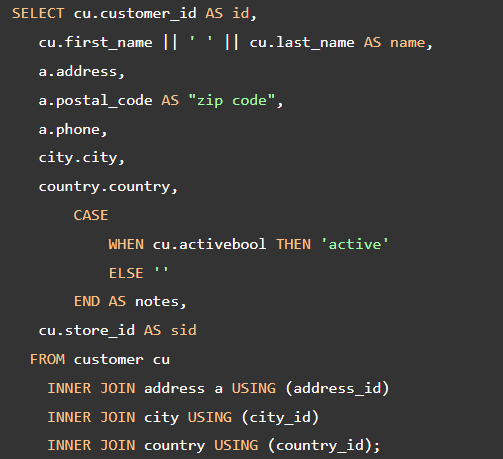 SELECT cu.customer_id AS id,
cu.first_name || ' ' || cu.last_name AS name,
a.address,
a.postal_code AS "zip code",
a.phone,
city.city,
country.country,
CASE
WHEN cu.activebool THEN 'active'
ELSE ''
END AS notes,
cu.store_id AS sid
FROM customer cu
INNER JOIN address a USING (address_id)
INNER JOIN city USING (city_id)
INNER JOIN country USING (country_id);